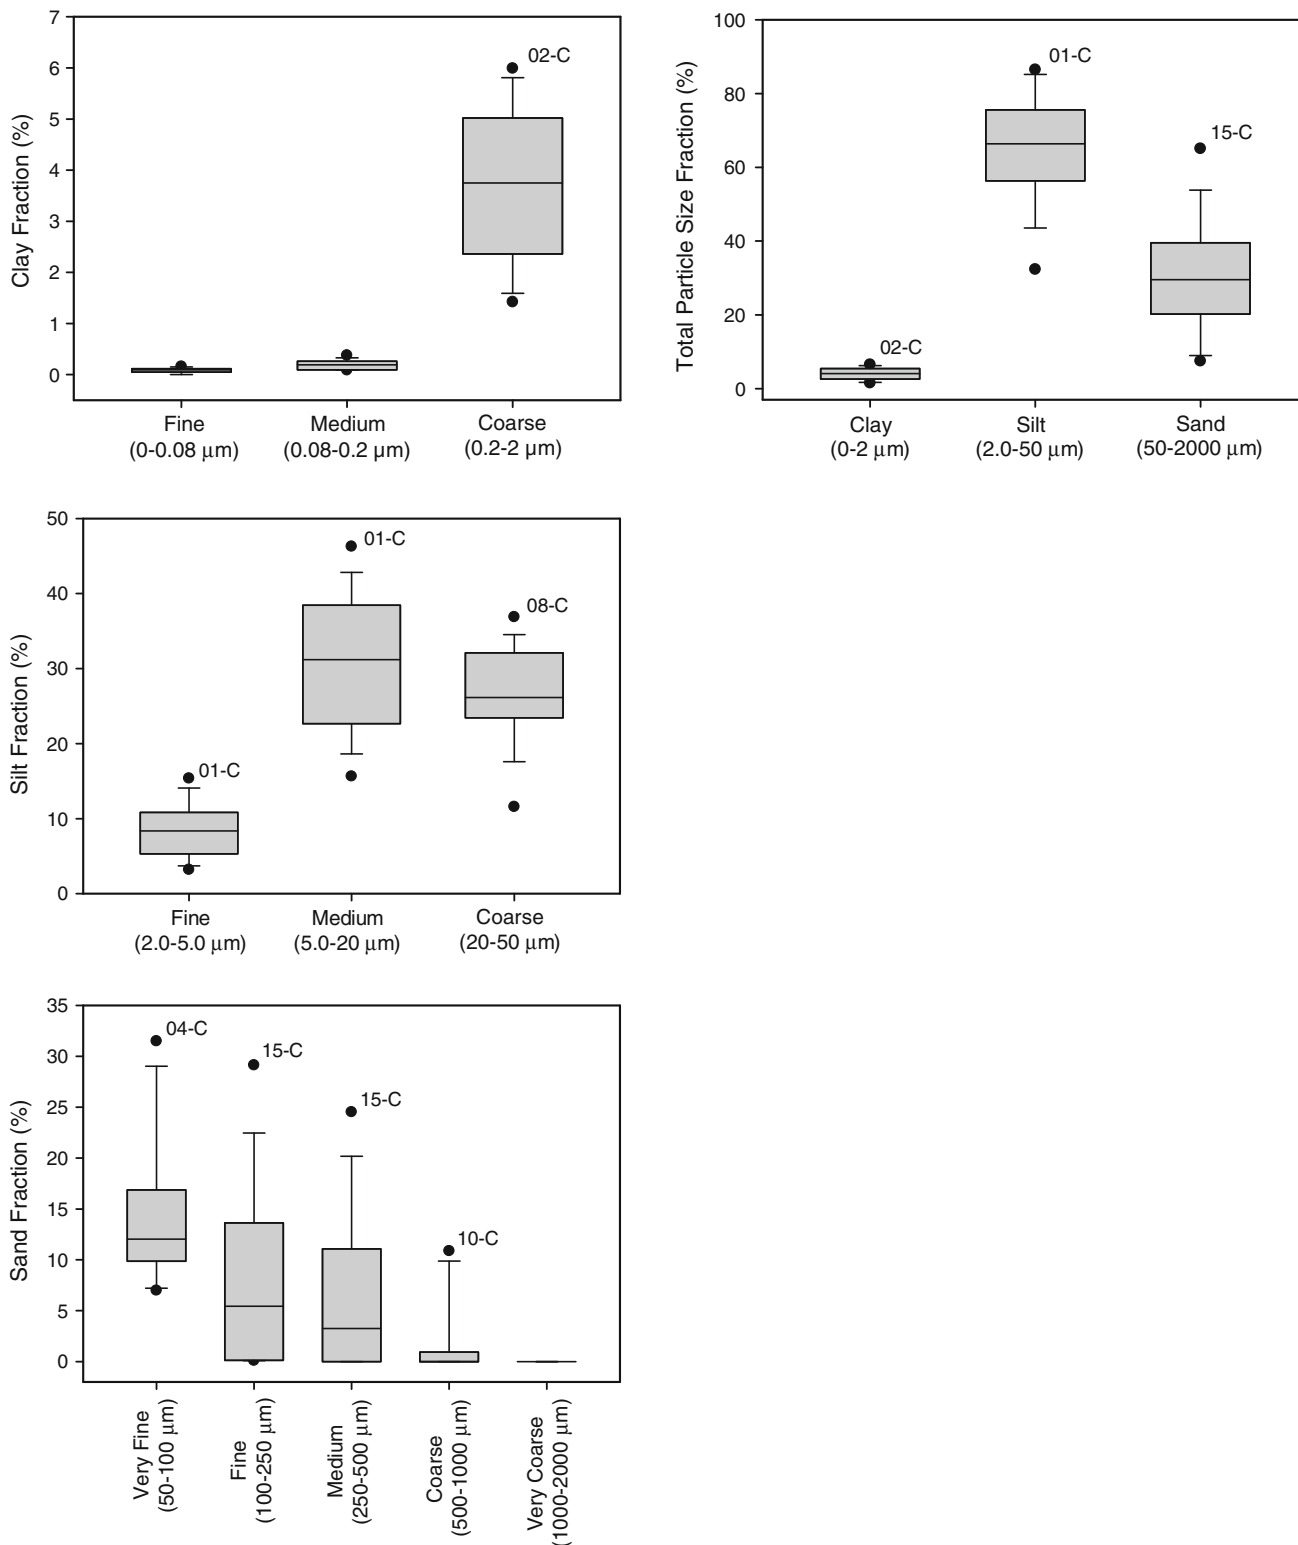 Clay Fraction (%)
7
6
5
4
3
2
1
0
02-C
Fine
(0-0.08 μm)
Medium
(0.08-0.2 μm)
Coarse
(0.2-2 μm)
Total Particle Size Fraction (%)
100
80
60
40
20
0
02-C
01-C
15-C
Clay
(0-2 μm)
Silt
(2.0-50 μm)
Sand
(50-2000 μm)
Silt Fraction (%)
50
40
30
20
10
0
01-C
01-C
08-C
Fine
(2.0-5.0 μm)
Medium
(5.0-20 μm)
Coarse
(20-50 μm)
Sand Fraction (%)
35
30
25
20
15
10
5
0
04-C
15-C
15-C
10-C
Very Fine
(50-100 μm)
Fine
(100-250 μm)
Medium
(250-500 μm)
Coarse
(500-1000 μm)
Very Coarse
(1000-2000 μm)